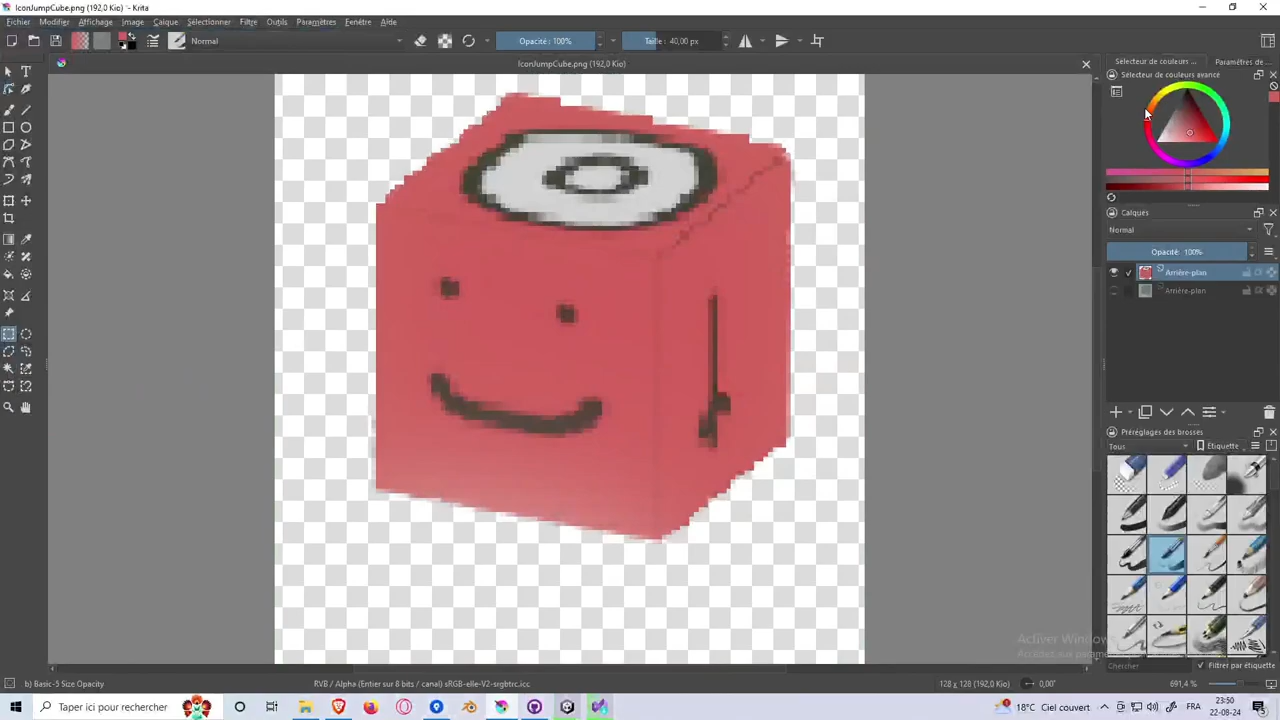 IconJumpCube.png (192,0 Kio) *- Krita
Fichier Modifier Affichage Image Calque Sélectionner Filtre Outils Paramètres Fenêtre Aide
Normal Opacité : 100% Taille : 40,00 px
IconJumpCube.png (192,0 Kio)
Sélecteur de couleurs ... Paramètres de...
Sélecteur de couleurs avancé
Calques
Normal
Opacité: 100%
Arrière-plan
Arrière-plan
Préréglages de brosses
Tous Étiquette
Activer Windows
Accédez aux param
Chercher Filtrer par étiquette
b) Basic-5 Size Opacity RVB / Alpha (Entier sur 8 bits / canal) sRGB-elle-V2-srgbtrc.icc 128 x 128 (192,0 Kio) 0,00° 691,4 %
Taper ici pour rechercher 18°C Ciel couvert FRA 23:50
22-08-24